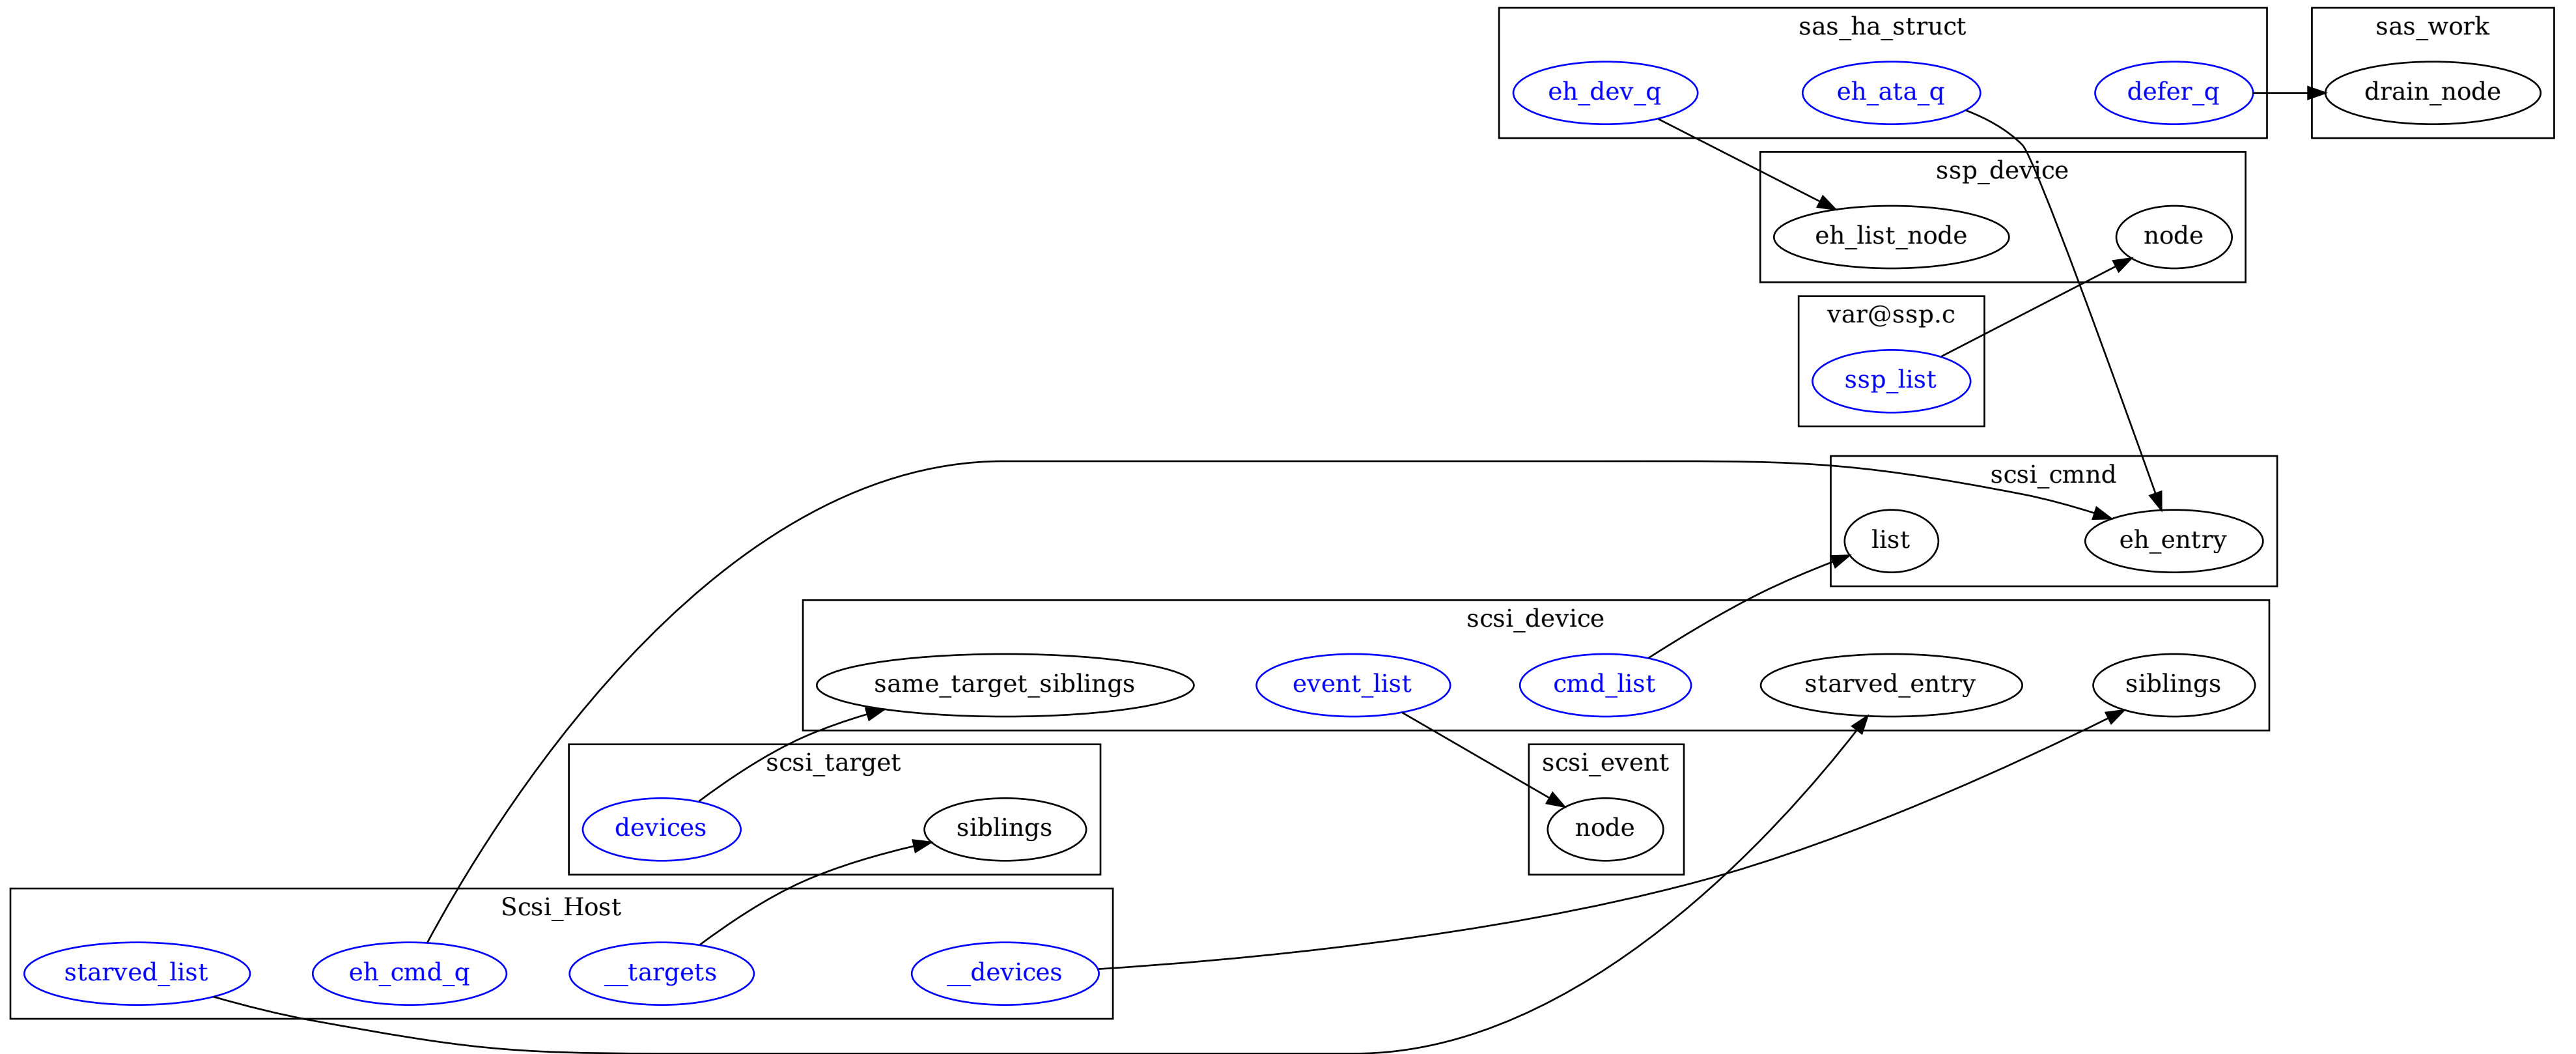 sas_ha_struct
eh_dev_q
eh_ata_q
defer_q
sas_work
drain_node
ssp_device
eh_list_node
node
var@ssp.c
ssp_list
scsi_cmnd
list
eh_entry
scsi_device
same_target_siblings
event_list
cmd_list
starved_entry
siblings
scsi_target
devices
siblings
scsi_event
node
Scsi_Host
starved_list
eh_cmd_q
__targets
__devices